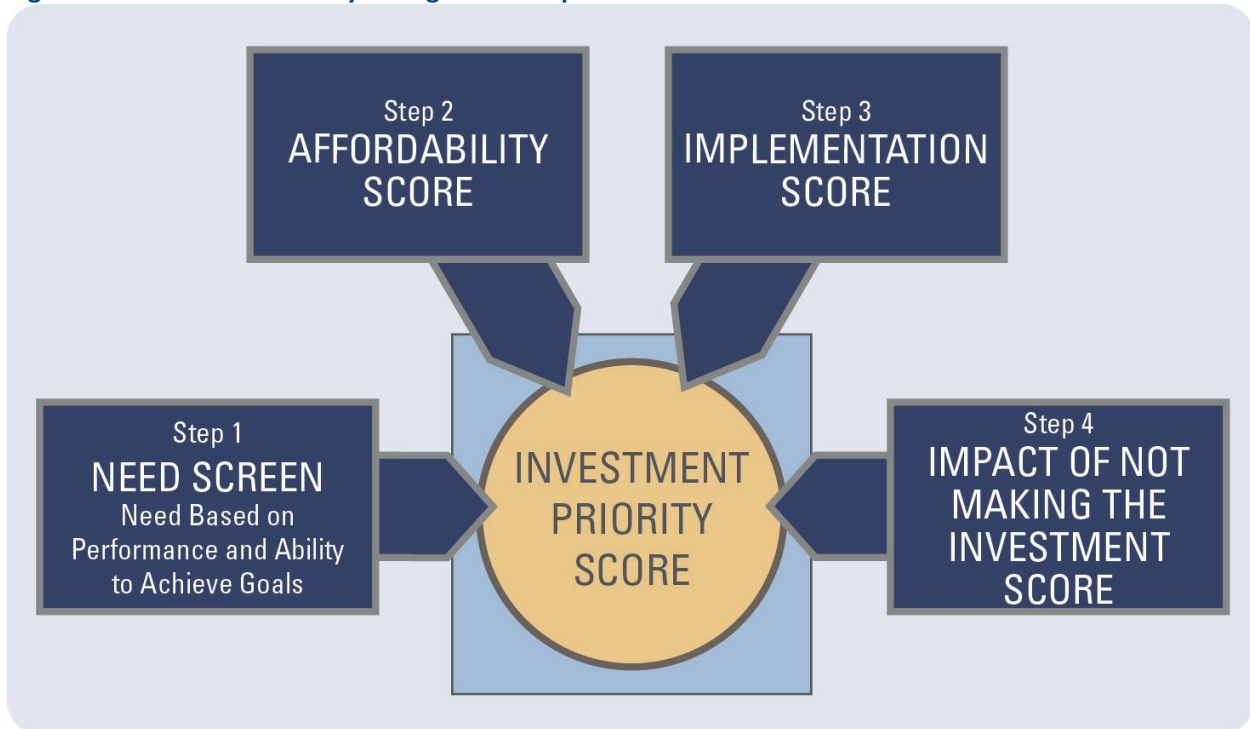 Step 1
NEED SCREEN
Need Based on
Performance and Ability
to Achieve Goals
Step 2
AFFORDABILITY
SCORE
Step 3
IMPLEMENTATION
SCORE
Step 4
IMPACT OF NOT
MAKING THE
INVESTMENT
SCORE
INVESTMENT
PRIORITY
SCORE